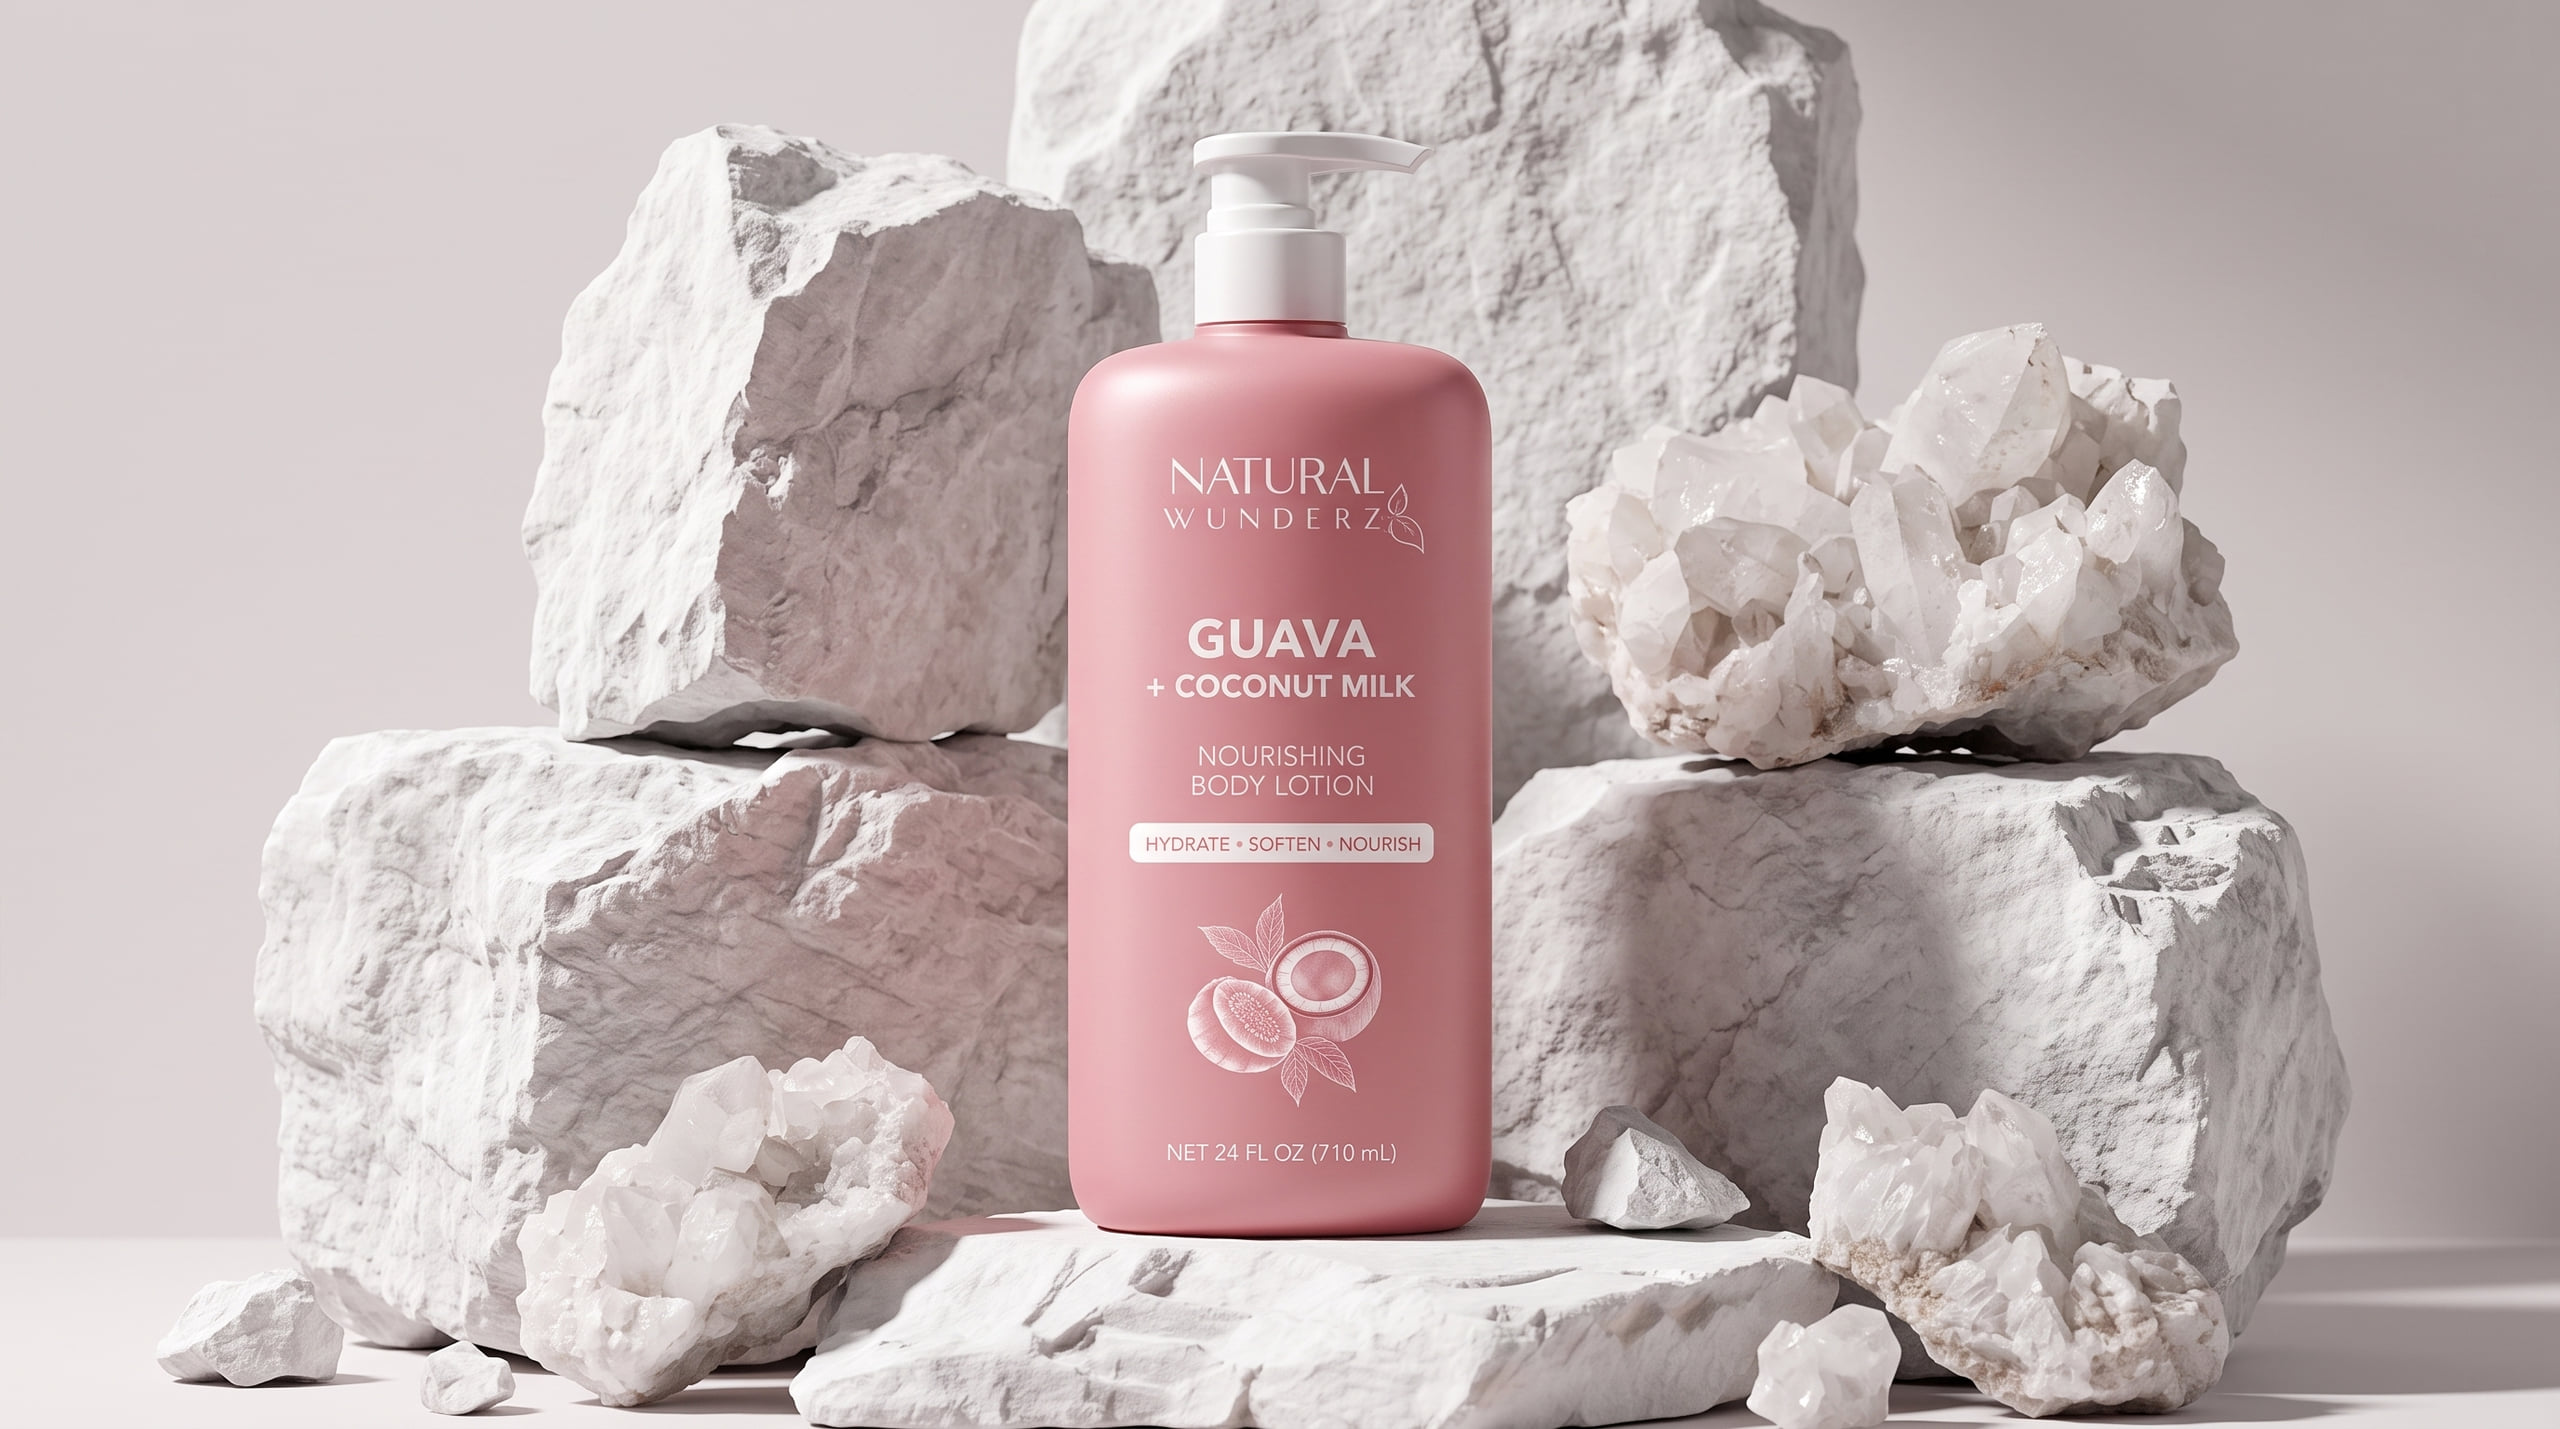 NATURAL
WUNDERZ
GUAVA
+ COCONUT MILK
NOURISHING
BODY LOTION
HYDRATE • SOFTEN • NOURISH
NET 24 FL OZ (710 mL)